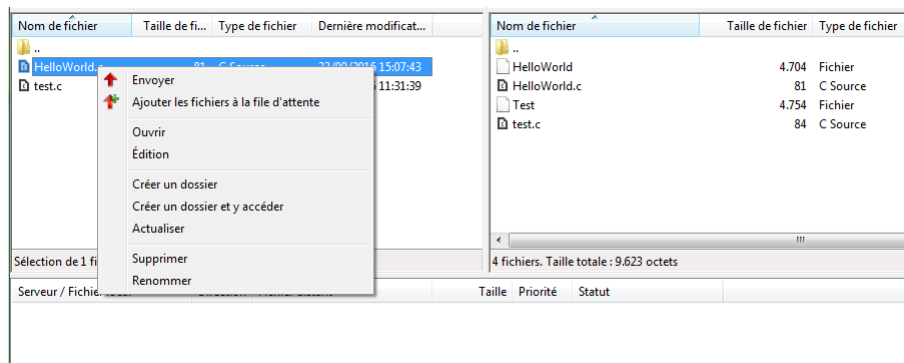 Nom de fichier Taille de fi... Type de fichier Dernière modificat...
..
HelloWorld.c 81 C Source 22/09/2016 15:07:43
test.c 11:31:39
Envoyer
Ajouter les fichiers à la file d'attente
Ouvrir
Édition
Créer un dossier
Créer un dossier et y accéder
Actualiser
Supprimer
Renommer
Sélection de 1 fi
Nom de fichier Taille de fichier Type de fichier
..
HelloWorld 4.704 Fichier
HelloWorld.c 81 C Source
Test 4.754 Fichier
test.c 84 C Source
4 fichiers. Taille totale : 9.623 octets
Serveur / Fichier Taille Priorité Statut